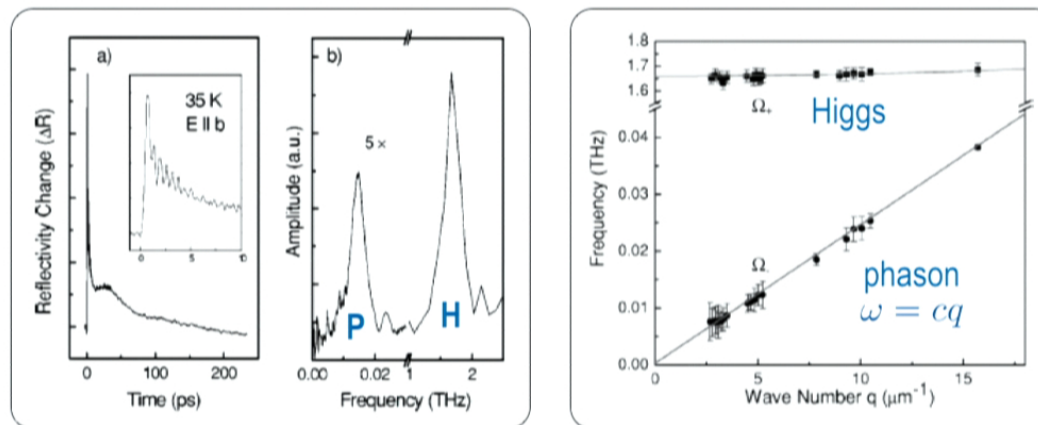 a)
35 K
E ll b
Reflectivity Change (ΔR)
0
5
10
0
100
200
Time (ps)
b)
5 ×
P
H
Amplitude (a.u.)
0.00
0.02
1
2
Frequency (THz)
1.8
1.7
1.6
0.04
0.03
0.02
0.01
0.00
Frequency (THz)
Ω+
Higgs
Ω
phason
ω = cq
0
5
10
15
Wave Number q (μm⁻¹)